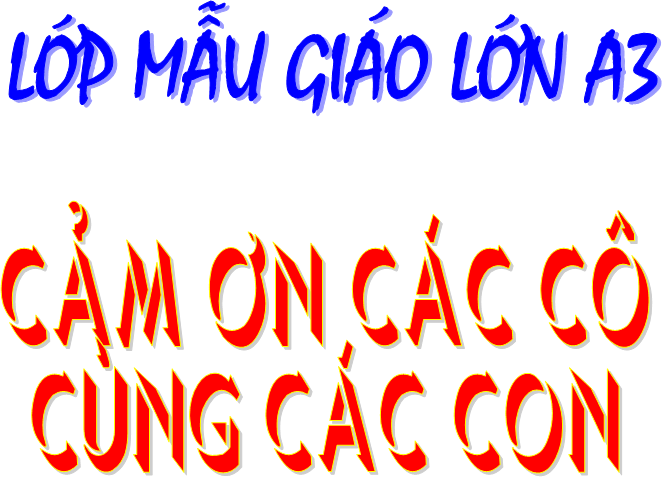 LỚP MẪU GIÁO LỚN A3
CẢM ƠN CÁC CÔ
CÙNG CÁC CON